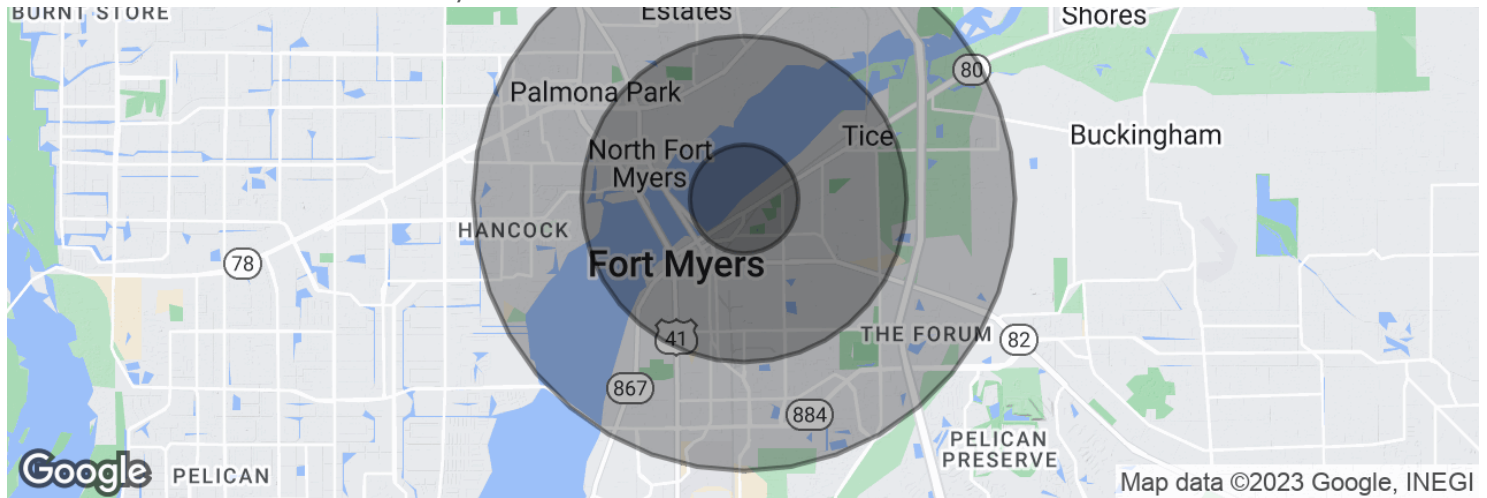 BURNT STORE
Estates
Shores
80
Palmona Park
Tice
Buckingham
North Fort
Myers
HANCOCK
78
Fort Myers
41
THE FORUM
82
867
884
PELICAN
PRESERVE
Google
PELICAN
Map data ©2023 Google, INEGI